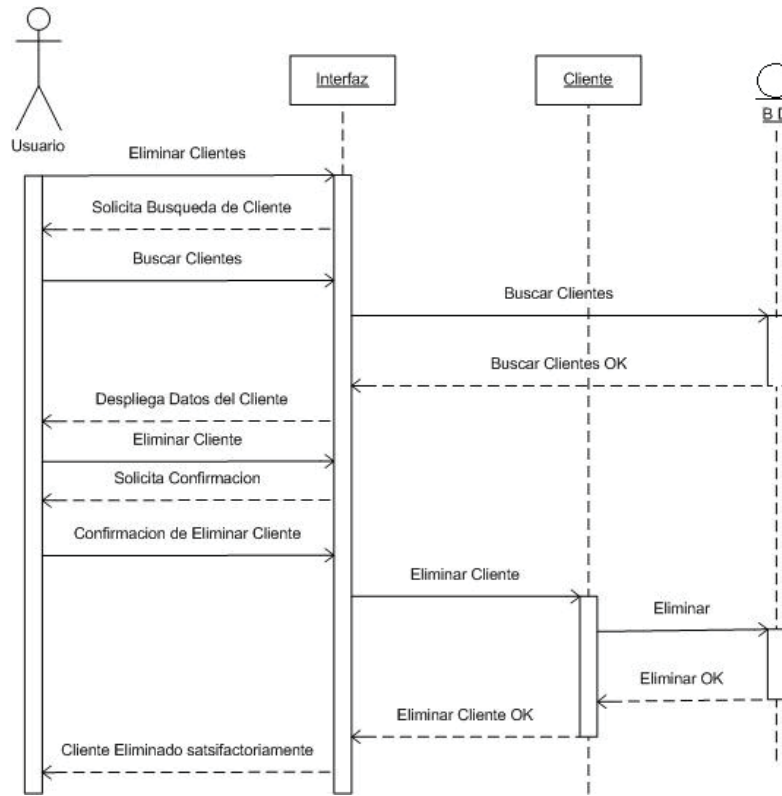 Interfaz
Cliente
B D
Usuario
Eliminar Clientes
Solicita Busqueda de Cliente
Buscar Clientes
Buscar Clientes
Buscar Clientes OK
Despliega Datos del Cliente
Eliminar Cliente
Solicita Confirmacion
Confirmacion de Eliminar Cliente
Eliminar Cliente
Eliminar
Eliminar OK
Eliminar Cliente OK
Cliente Eliminado satsifactoriamente